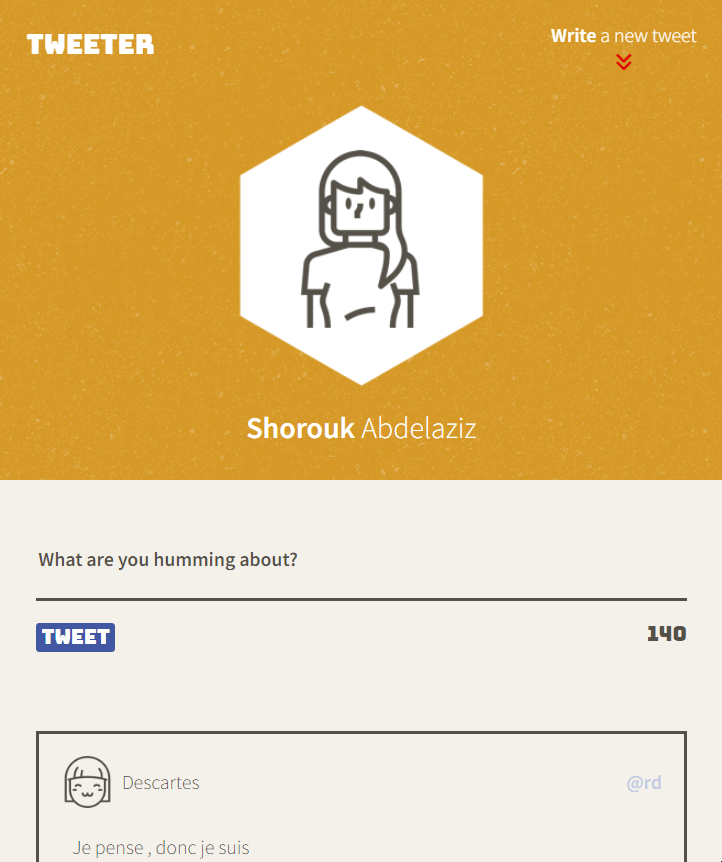 TWEETER
Write a new tweet
Shorouk Abdelaziz
What are you humming about?
TWEET
140
Descartes
@rd
Je pense , donc je suis